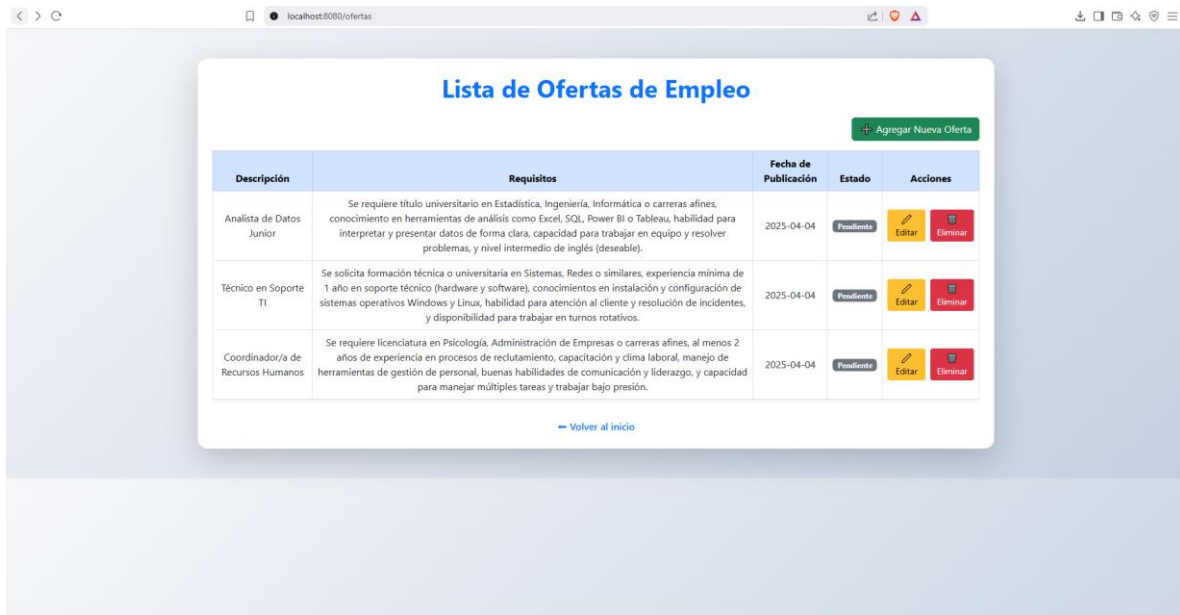 localhost:8080/ofertas
Lista de Ofertas de Empleo
Agregar Nueva Oferta
Descripción
Requisitos
Fecha de
Publicación
Estado
Acciones
Analista de Datos
Junior
Se requiere título universitario en Estadística, Ingeniería, Informática o carreras afines,
conocimiento en herramientas de análisis como Excel, SQL, Power BI o Tableau, habilidad para
interpretar y presentar datos de forma clara, capacidad para trabajar en equipo y resolver
problemas, y nivel intermedio de inglés (deseable).
2025-04-04
Pendiente
Editar
Eliminar
Técnico en Soporte
TI
Se solicita formación técnica o universitaria en Sistemas, Redes o similares, experiencia mínima de
1 año en soporte técnico (hardware y software), conocimientos en instalación y configuración de
sistemas operativos Windows y Linux, habilidad para atención al cliente y resolución de incidentes,
y disponibilidad para trabajar en turnos rotativos.
2025-04-04
Pendiente
Editar
Eliminar
Coordinador/a de
Recursos Humanos
Se requiere licenciatura en Psicología, Administración de Empresas o carreras afines, al menos 2
años de experiencia en procesos de reclutamiento, capacitación y clima laboral, manejo de
herramientas de gestión de personal, buenas habilidades de comunicación y liderazgo, y capacidad
para manejar múltiples tareas y trabajar bajo presión.
2025-04-04
Pendiente
Editar
Eliminar
Volver al inicio